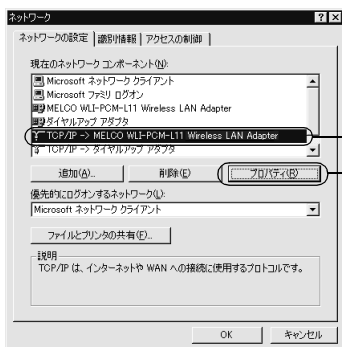 ネットワーク
ネットワークの設定 識別情報 アクセスの制御
現在のネットワーク コンポーネント(N):
Microsoft ネットワーク クライアント
Microsoft ファミリ ログオン
MELCO WLI-PCM-L11 Wireless LAN Adapter
ダイヤルアップ アダプタ
TCP/IP -> MELCO WLI-PCM-L11 Wireless LAN Adapter
TCP/IP -> ダイヤルアップ アダプタ
追加(A)... 削除(E) プロパティ(R)
優先的にログオンするネットワーク(L):
Microsoft ネットワーク クライアント
ファイルとプリンタの共有(F)...
説明
TCP/IP は、インターネットや WAN への接続に使用するプロトコルです。
OK キャンセル